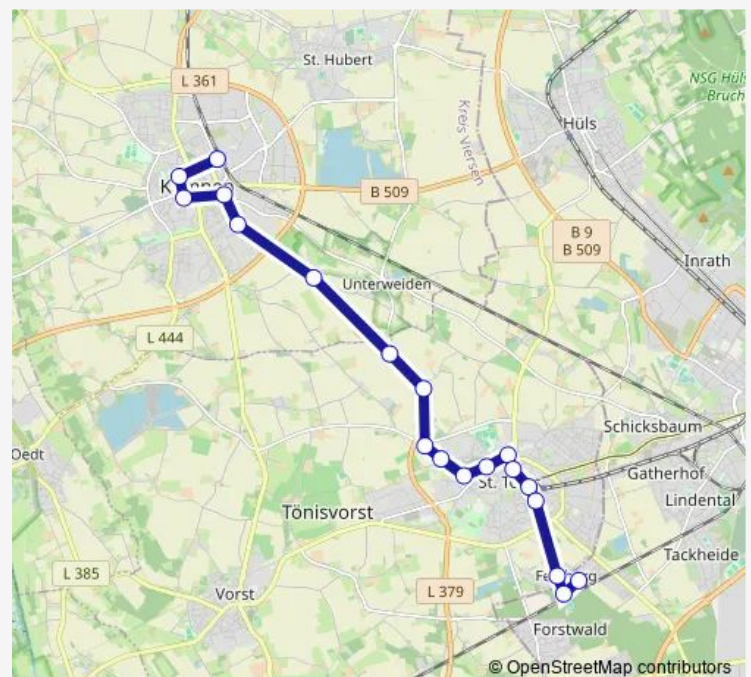 St. Hubert
L 361
NSG Hüls
Bruch
Hüls
Kreis Viersen
B 509
B 9
B 509
Inrath
Unterweiden
L 444
Schicksbaum
Oedt
Gatherhof
Lindental
Tönisvorst
Tackheide
L 385
L 379
Vorst
Forstwald
© OpenStreetMap contributors